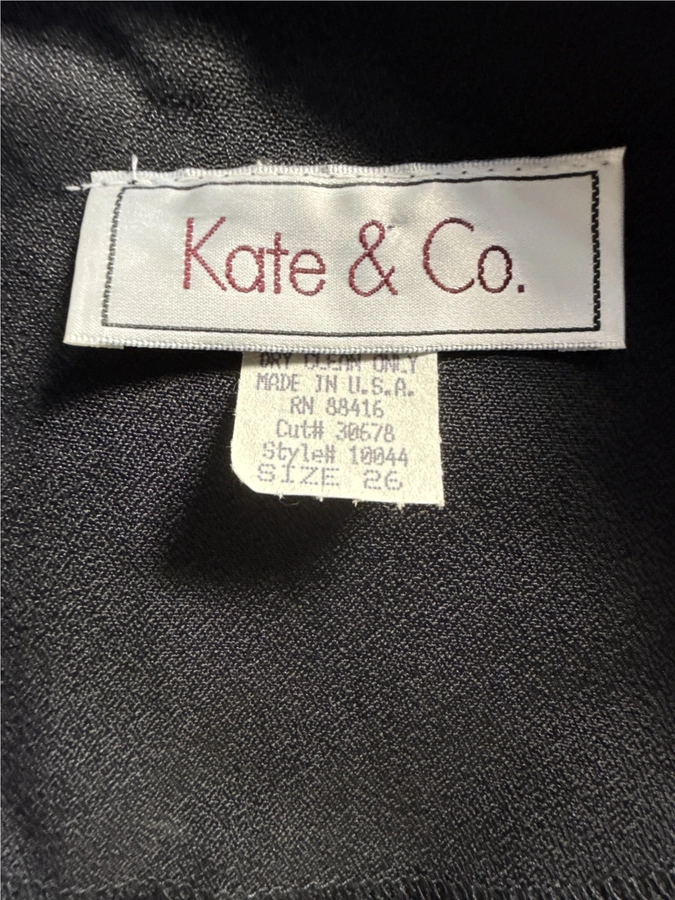 Kate & Co.
DRY CLEAN ONLY
MADE IN U.S.A.
RN 88416
Cut# 30678
Style# 10044
SIZE 26